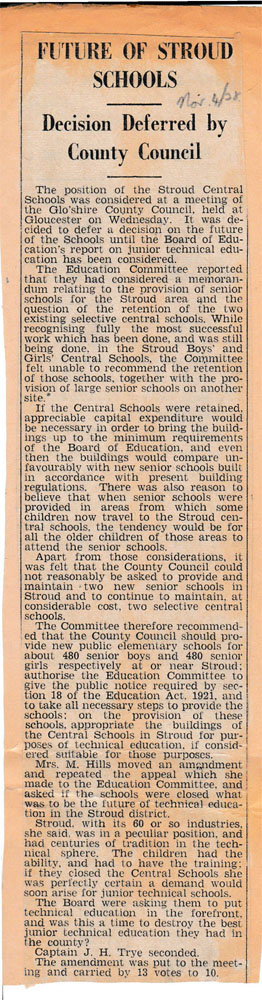 FUTURE OF STROUD
SCHOOLS
Nov. 4/38.
Decision Deferred by
County Council
The position of the Stroud Central
Schools was considered at a meeting of
the Glo'shire County Council, held at
Gloucester on Wednesday. It was de-
cided to defer a decision on the future
of the Schools until the Board of Edu-
cation's report on junior technical edu-
cation has been considered.
The Education Committee reported
that they had considered a memoran-
dum relating to the provision of senior
schools for the Stroud area and the
question of the retention of the two
existing selective central schools. While
recognising fully the most successful
work which has been done, and was still
being done, in the Stroud Boys' and
Girls' Central Schools, the Committee
felt unable to recommend the retention
of those schools, together with the pro-
vision of large senior schools on another
site."
If the Central Schools were retained,
appreciable capital expenditure would
be necessary in order to bring the build-
ings up to the minimum requirements
of the Board of Education, and even
then the buildings would compare un-
favourably with new senior schools built
in accordance with present building
regulations. There was also reason to
believe that when senior schools were
provided in areas from which some
children now travel to the Stroud cen-
tral schools, the tendency would be for
all the older children of those areas to
attend the senior schools.
Apart from those considerations, it
was felt that the County Council could
not reasonably be asked to provide and
maintain two new senior schools in
Stroud and to continue to maintain, at
considerable cost, two selective central
schools.
The Committee therefore recommend-
ed that the County Council should pro-
vide new public elementary schools for
about 480 senior boys and 480 senior
girls respectively at or near Stroud;
authorise the Education Committee to
give the public notice required by sec-
tion 18 of the Education Act, 1921, and
to take all necessary steps to provide the
schools; on the provision of these
schools, appropriate the buildings of
the Central Schools in Stroud for pur-
poses of technical education, if consid-
ered suitable for those purposes.
Mrs. M. Hills moved an amendment
and repeated the appeal which she
made to the Education Committee, and
asked if the schools were closed what
was to be the future of technical educa-
tion in the Stroud district.
Stroud, with its 60 or so industries,
she said, was in a peculiar position, and
had centuries of tradition in the tech-
nical sphere. The children had the
ability, and had to have the training;
if they closed the Central Schools she
was perfectly certain a demand would
soon arise for junior technical schools.
The Board were asking them to put
technical education in the forefront,
and was this a time to destroy the best
junior technical education they had in
the county?
Captain J. H. Trye seconded.
The amendment was put to the meet-
ing and carried by 13 votes to 10.